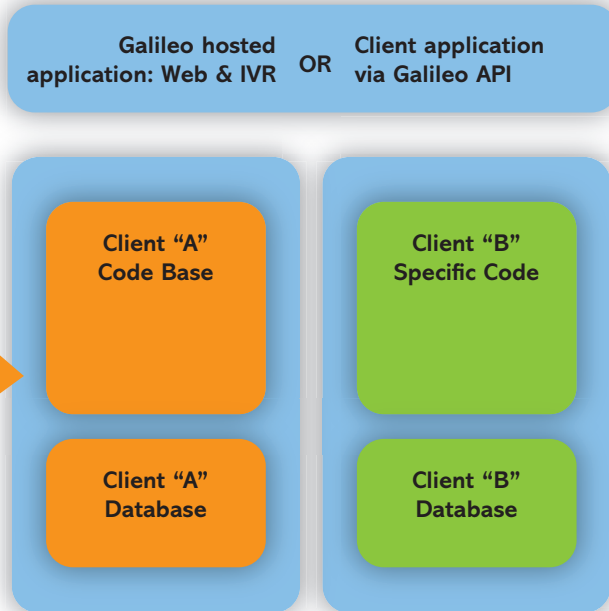 Galileo hosted
application: Web & IVR
OR
Client application
via Galileo API
Client “A”
Code Base
Client “B”
Specific Code
Client “A”
Database
Client “B”
Database